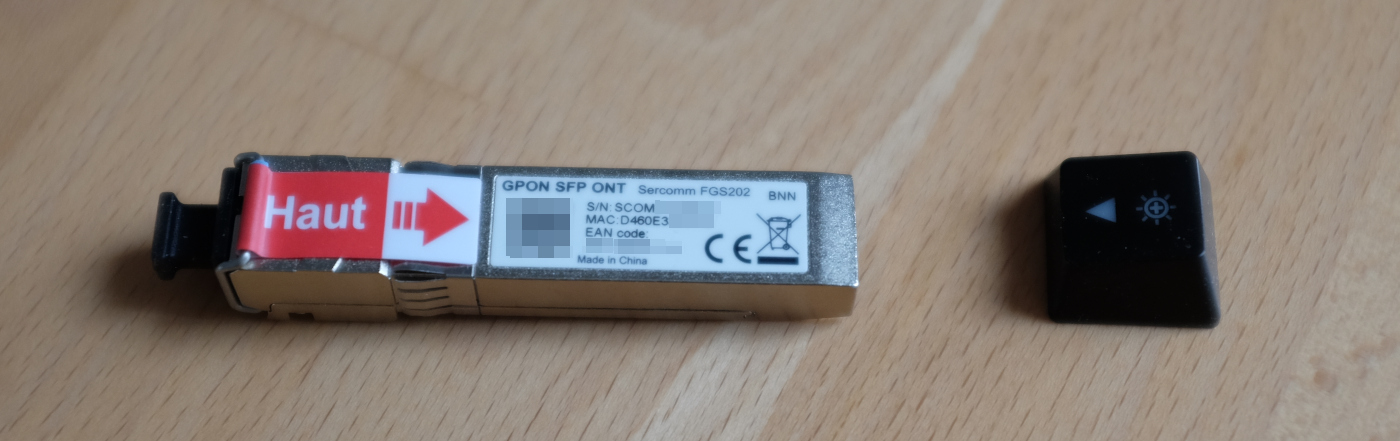 Haut
GPON SFP ONT Sercomm FGS202 BNN
S/N: SCOM
MAC: D460E3
EAN code:
Made in China
CE